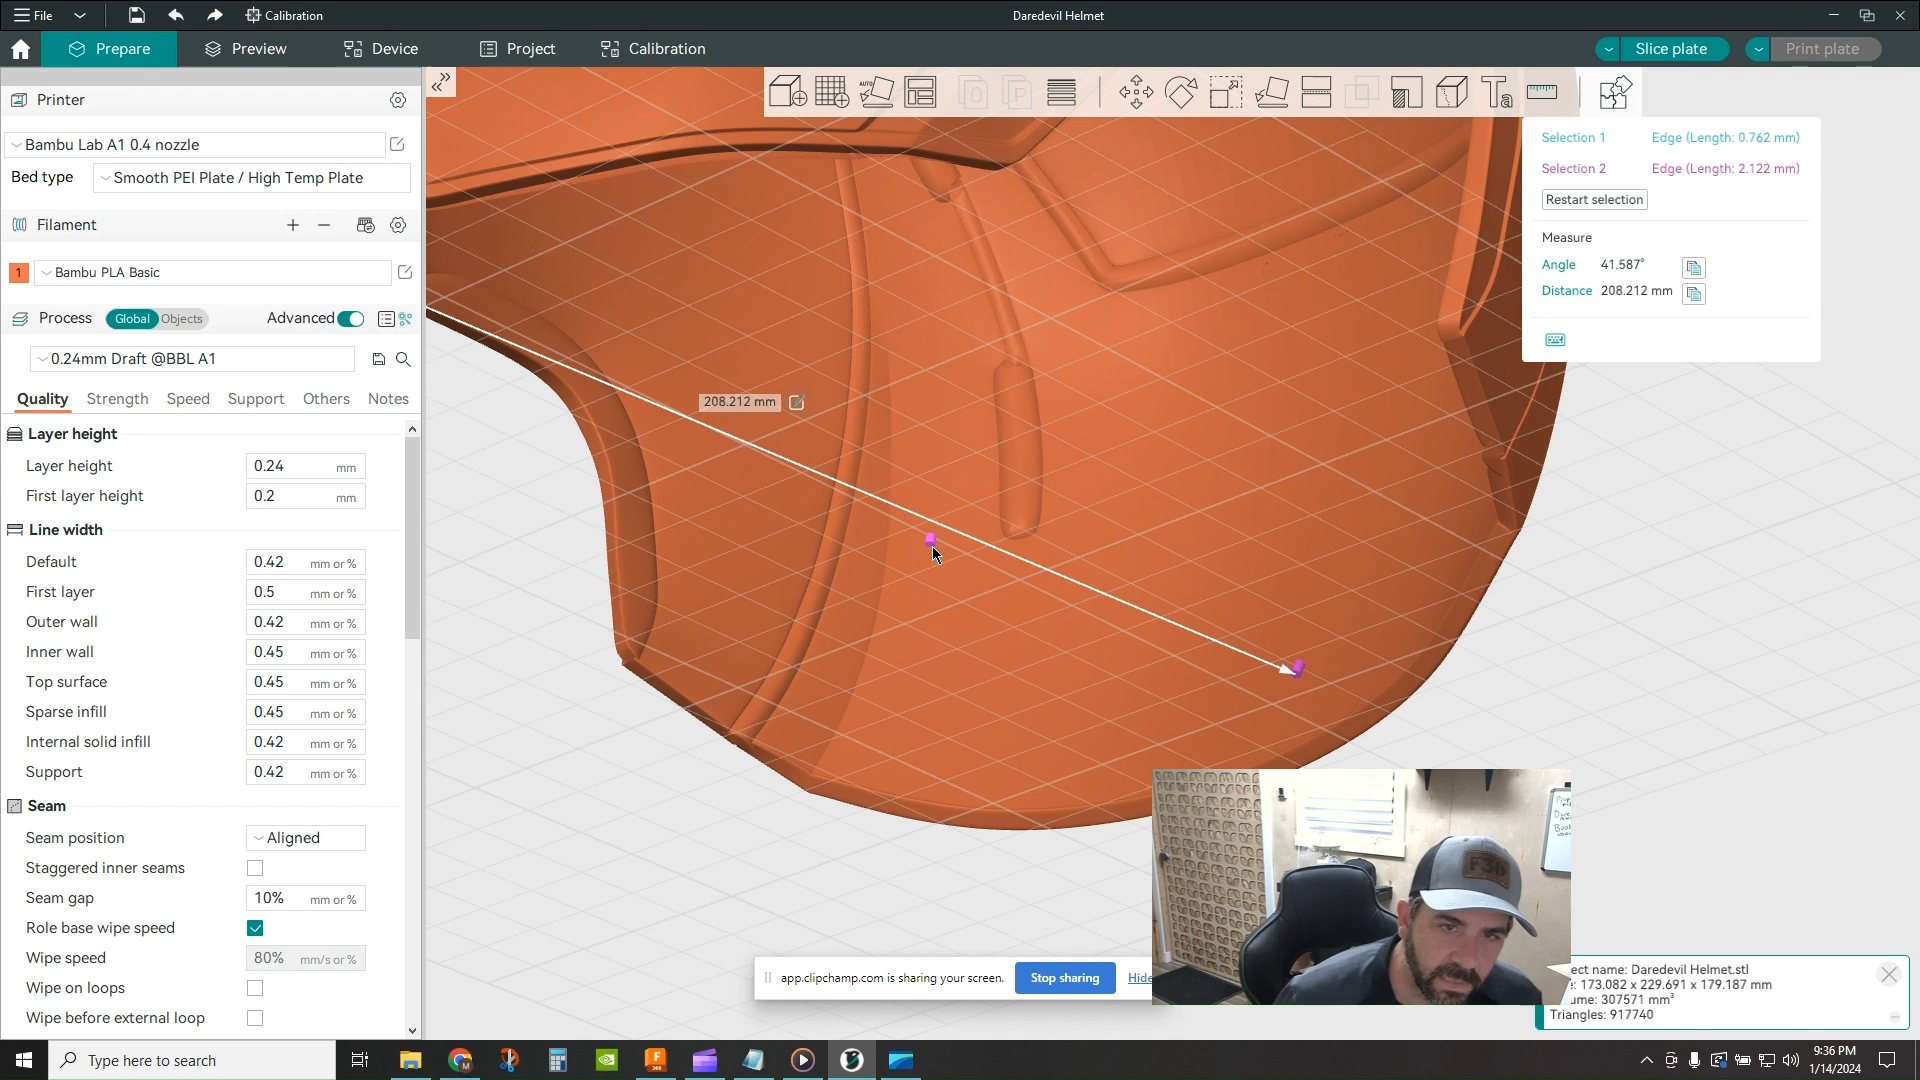 File
Calibration
Daredevil Helmet
Prepare
Preview
Device
Project
Calibration
Slice plate
Print plate
Printer
Bambu Lab A1 0.4 nozzle
Bed type
Smooth PEI Plate / High Temp Plate
Filament
1
Bambu PLA Basic
Process
Global
Objects
Advanced
0.24mm Draft @BBL A1
Quality
Strength
Speed
Support
Others
Notes
Layer height
Layer height 0.24 mm
First layer height 0.2 mm
Line width
Default 0.42 mm or %
First layer 0.5 mm or %
Outer wall 0.42 mm or %
Inner wall 0.45 mm or %
Top surface 0.45 mm or %
Sparse infill 0.45 mm or %
Internal solid infill 0.42 mm or %
Support 0.42 mm or %
Seam
Seam position Aligned
Staggered inner seams
Seam gap 10% mm or %
Role base wipe speed
Wipe speed 80% mm/s or %
Wipe on loops
Wipe before external loop
AUTO
Selection 1 Edge (Length: 0.762 mm)
Selection 2 Edge (Length: 2.122 mm)
Restart selection
Measure
Angle 41.587°
Distance 208.212 mm
208.212 mm
F3D
app.clipchamp.com is sharing your screen.
Stop sharing
Hide
ect name: Daredevil Helmet.stl
: 173.082 x 229.691 x 179.187 mm
ume: 307571 mm³
Triangles: 917740
Type here to search
9:36 PM
1/14/2024